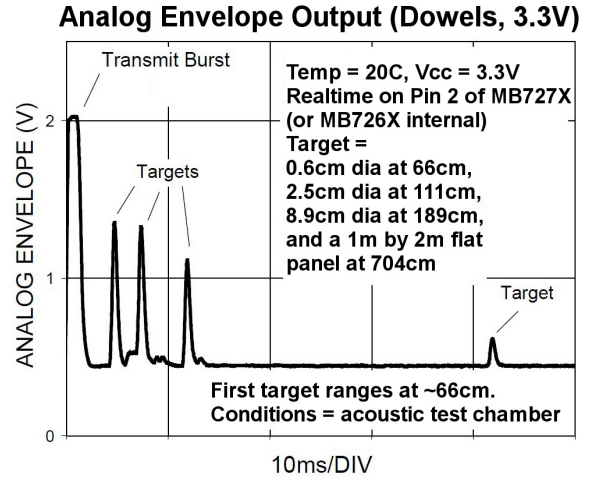 Analog Envelope Output (Dowels, 3.3V)
Transmit Burst
Temp = 20C, Vcc = 3.3V
Realtime on Pin 2 of MB727X
(or MB726X internal)
Target =
0.6cm dia at 66cm,
2.5cm dia at 111cm,
8.9cm dia at 189cm,
and a 1m by 2m flat
panel at 704cm
Targets
Target
First target ranges at ~66cm.
Conditions = acoustic test chamber
ANALOG ENVELOPE (V)
2
1
0
10ms/DIV